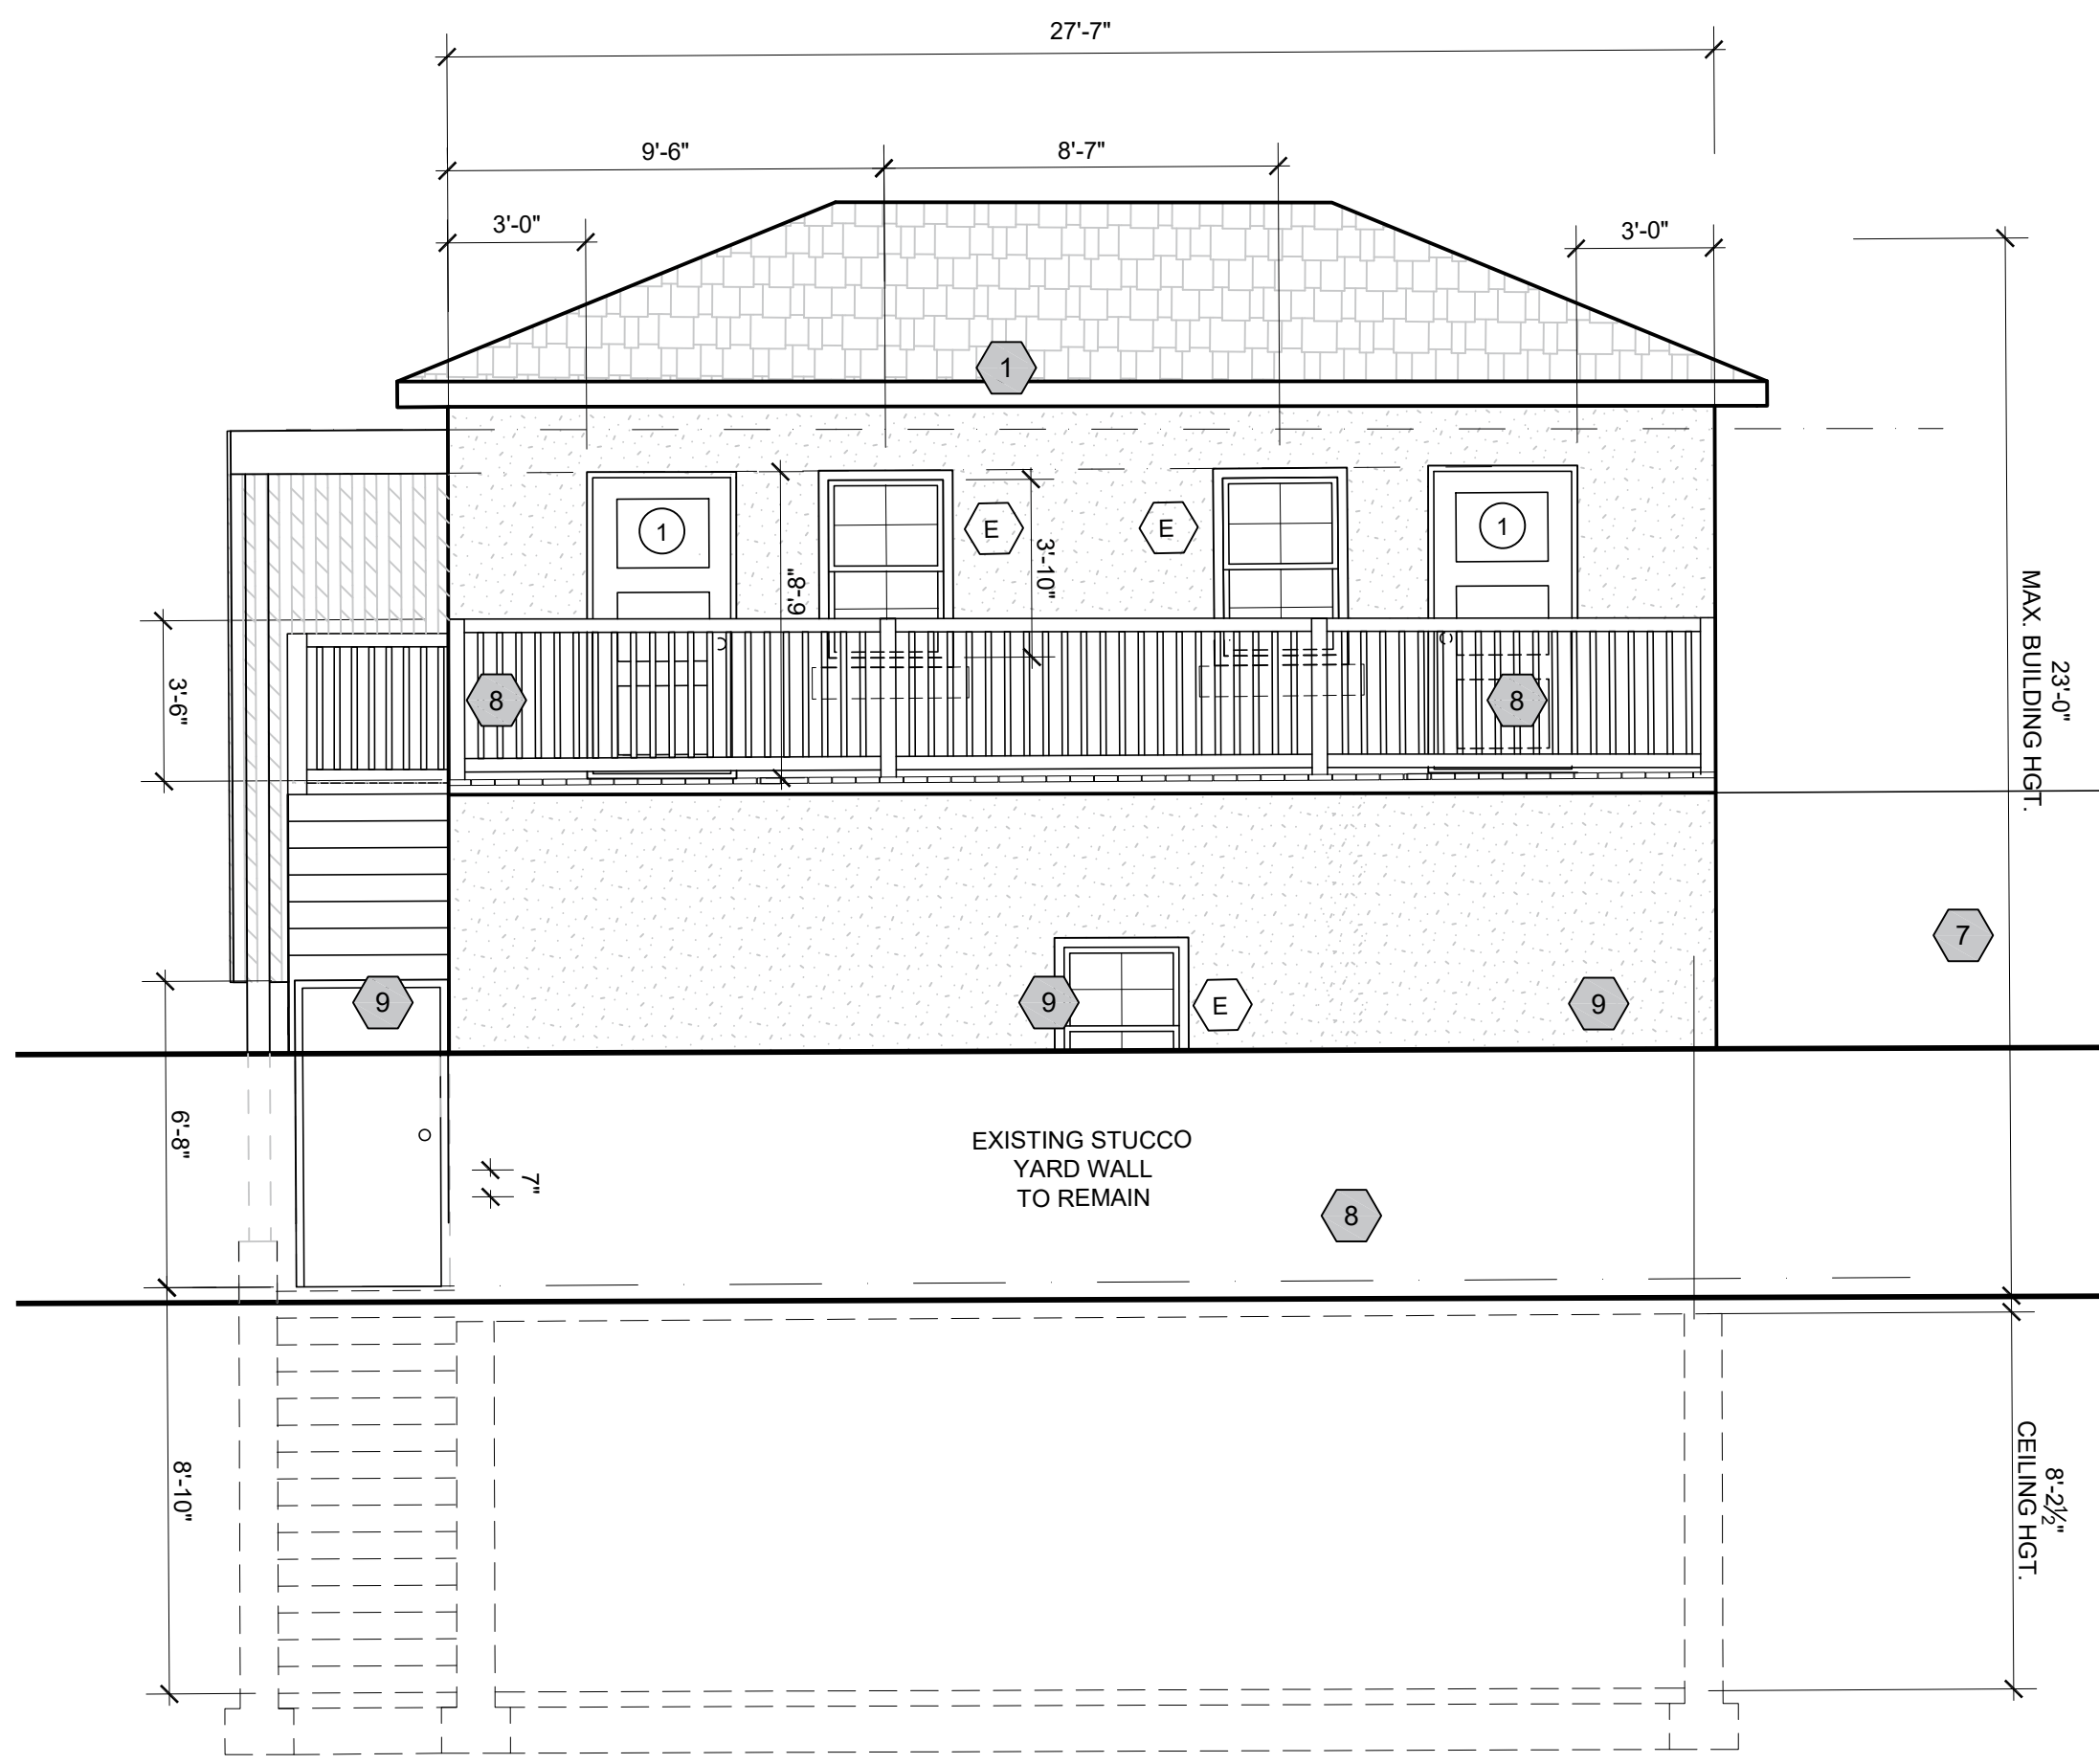 27'-7"
9'-6"
8'-7"
3'-0"
3'-0"
1
1
E
E
1
6'-8"
3'-10"
3'-6"
8
8
23'-0"
MAX. BUILDING HGT.
7
9
9
E
9
6'-8"
7"
EXISTING STUCCO
YARD WALL
TO REMAIN
8
8'-10"
8'-2½"
CEILING HGT.